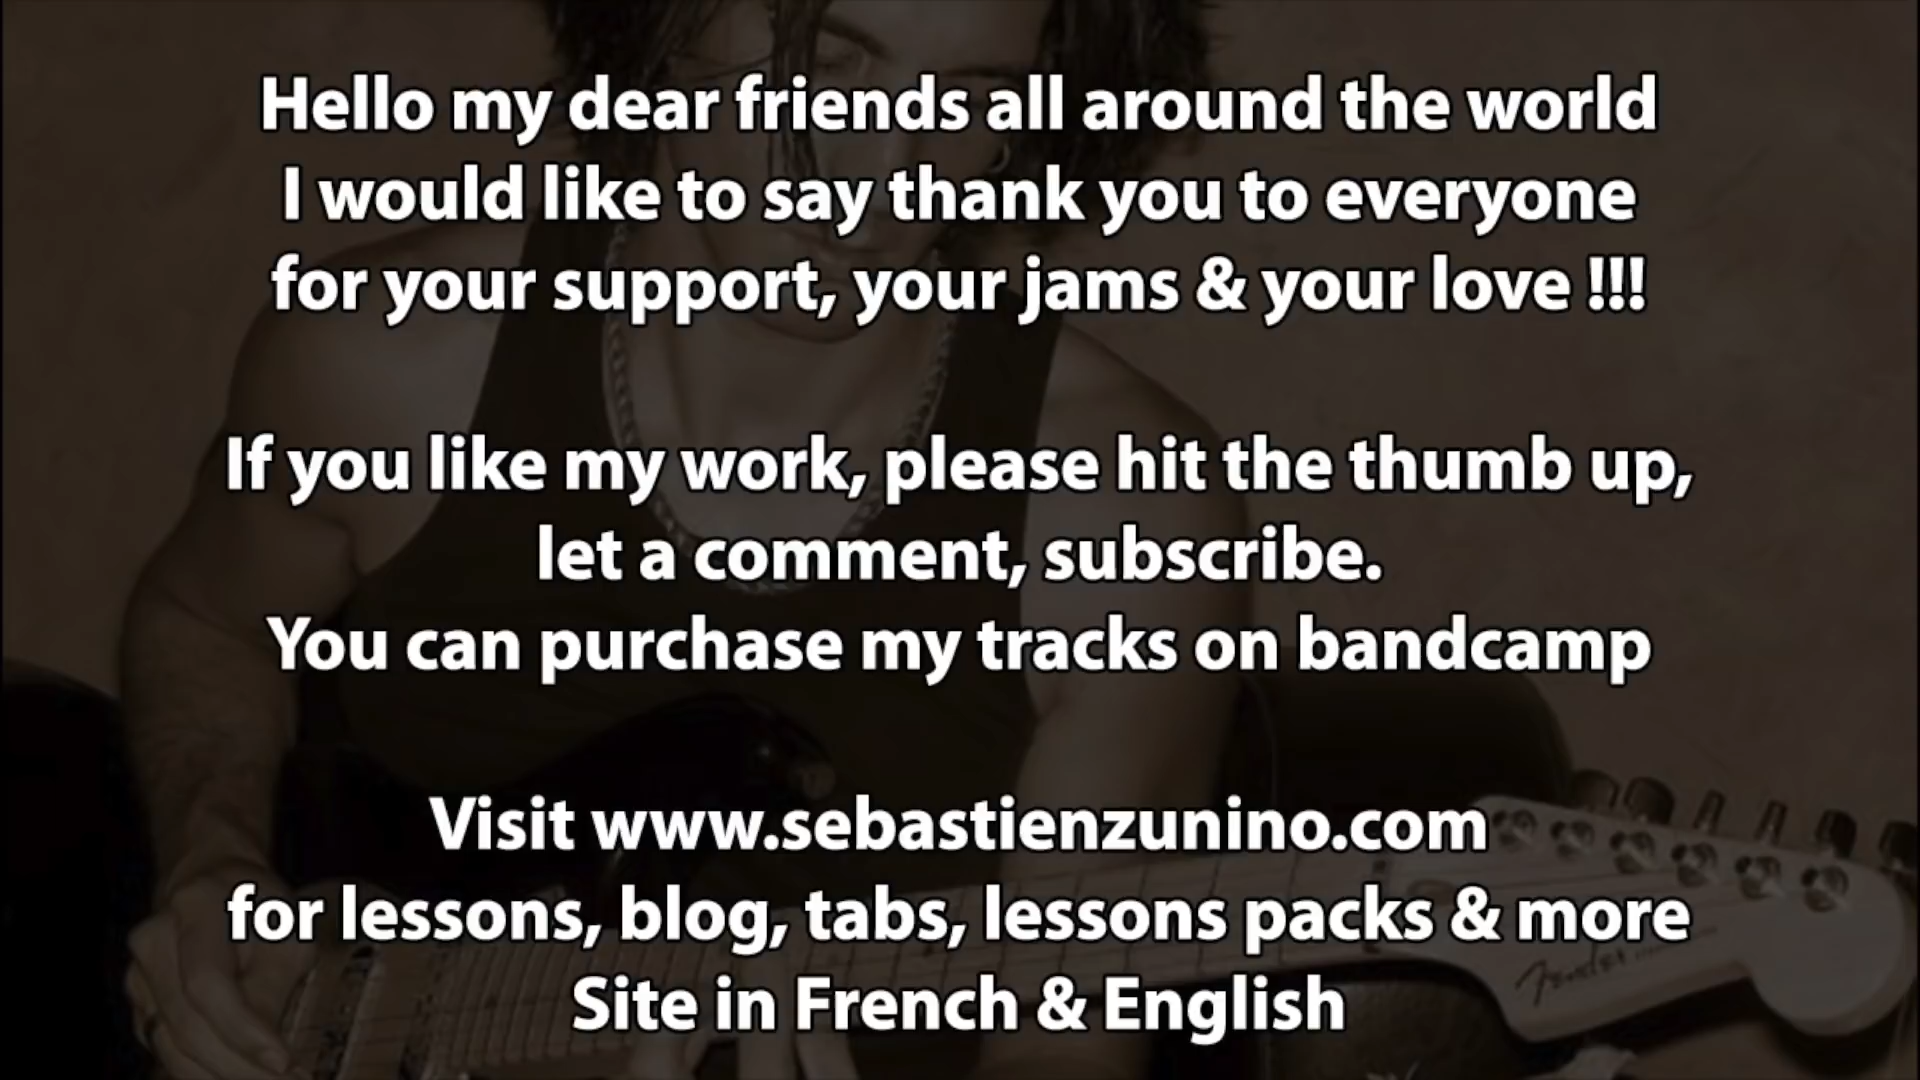 Hello my dear friends all around the world
I would like to say thank you to everyone
for your support, your jams & your love !!!
If you like my work, please hit the thumb up,
let a comment, subscribe.
You can purchase my tracks on bandcamp
Visit www.sebastienzunino.com
for lessons, blog, tabs, lessons packs & more
Site in French & English
Fender